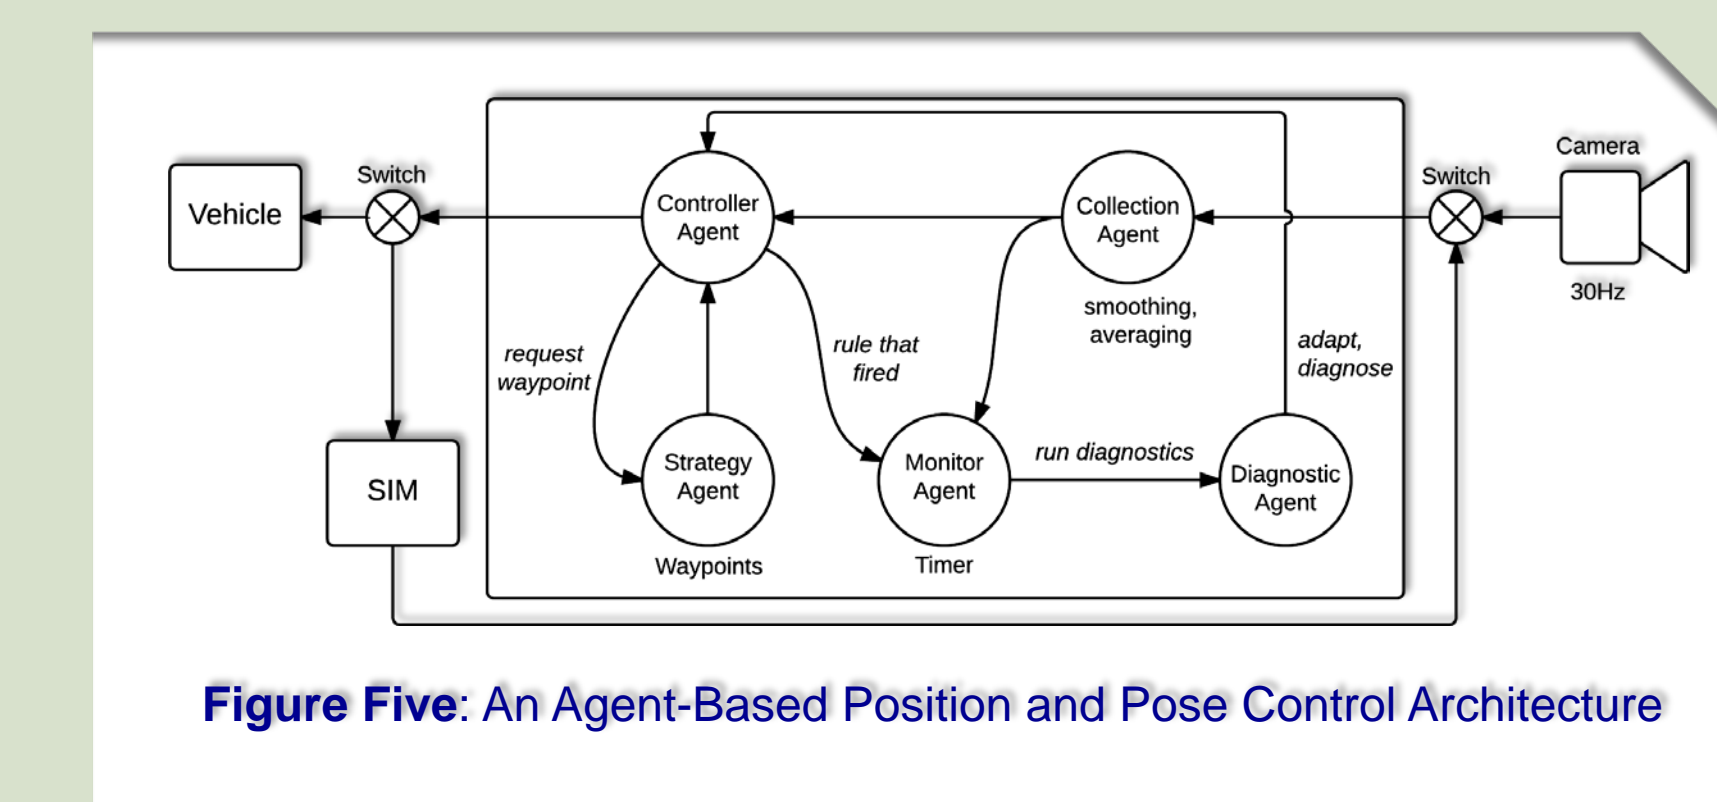 Camera
Switch
Switch
Vehicle
Controller
Agent
Collection
Agent
30Hz
smoothing,
averaging
request
waypoint
rule that
fired
adapt,
diagnose
SIM
Strategy
Agent
Monitor
Agent
run diagnostics
Diagnostic
Agent
Waypoints
Timer
Figure Five: An Agent-Based Position and Pose Control Architecture